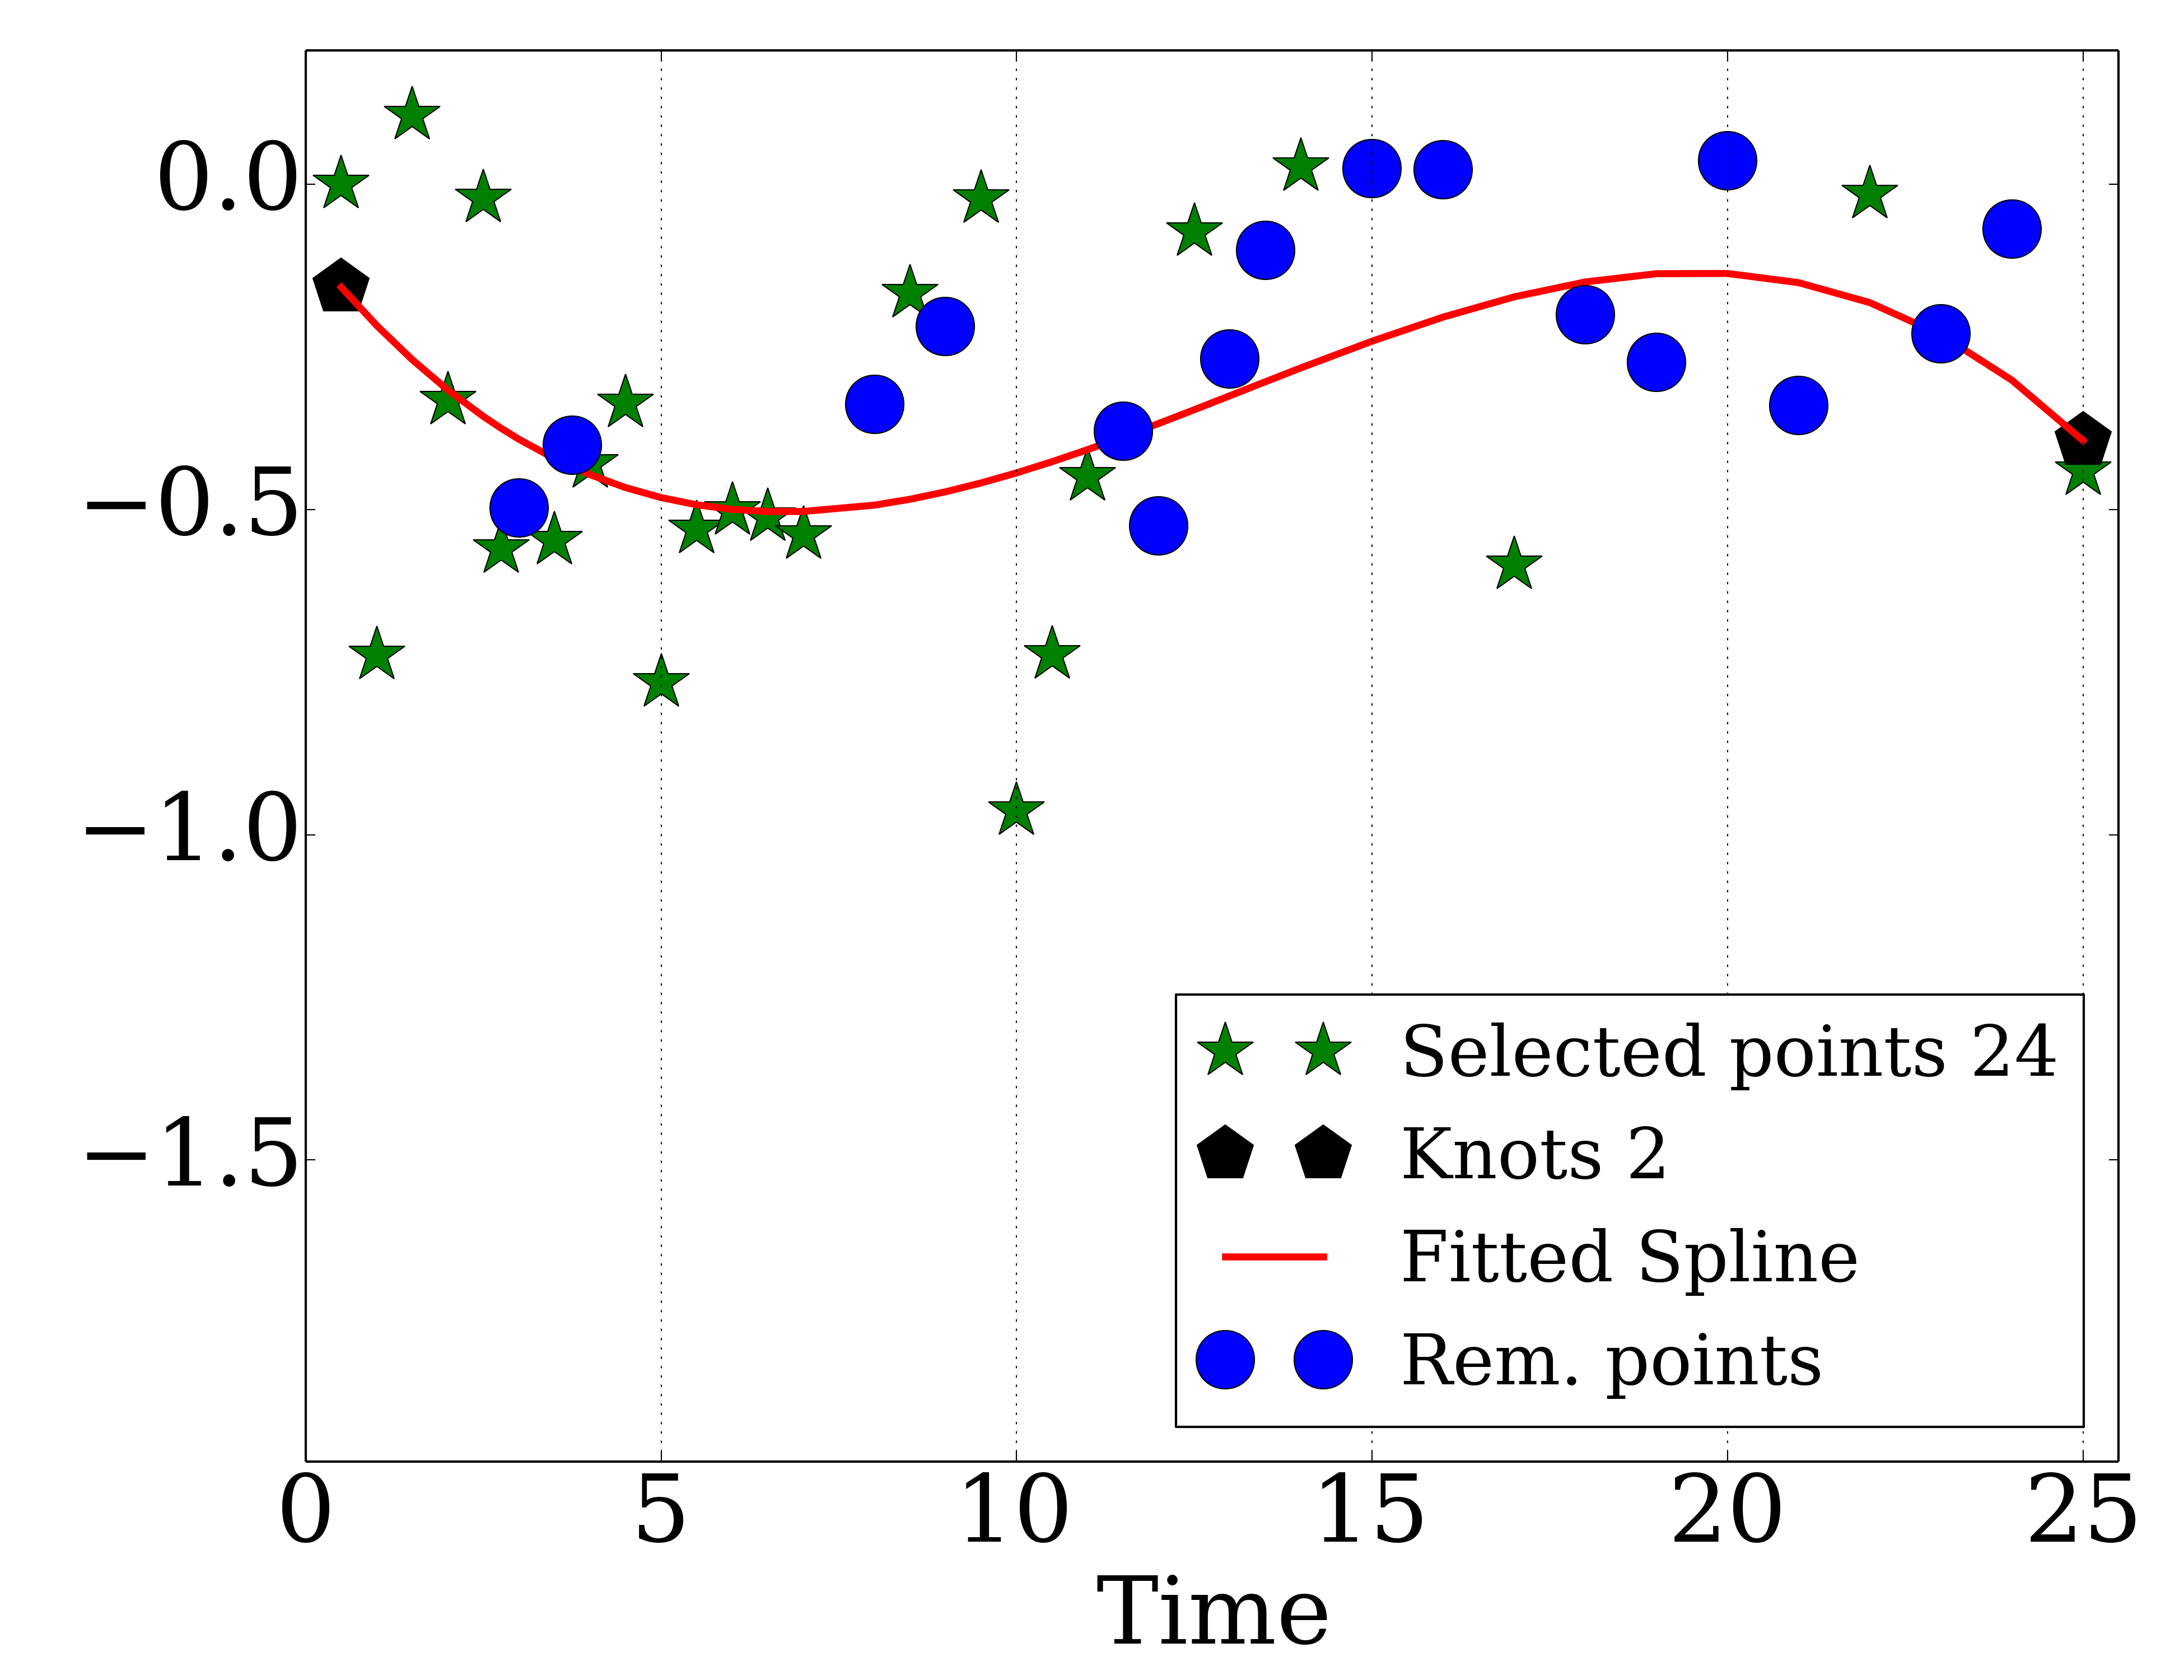 0.0
−0.5
−1.0
−1.5
Selected points 24
Knots 2
Fitted Spline
Rem. points
0 5 10 15 20 25
Time